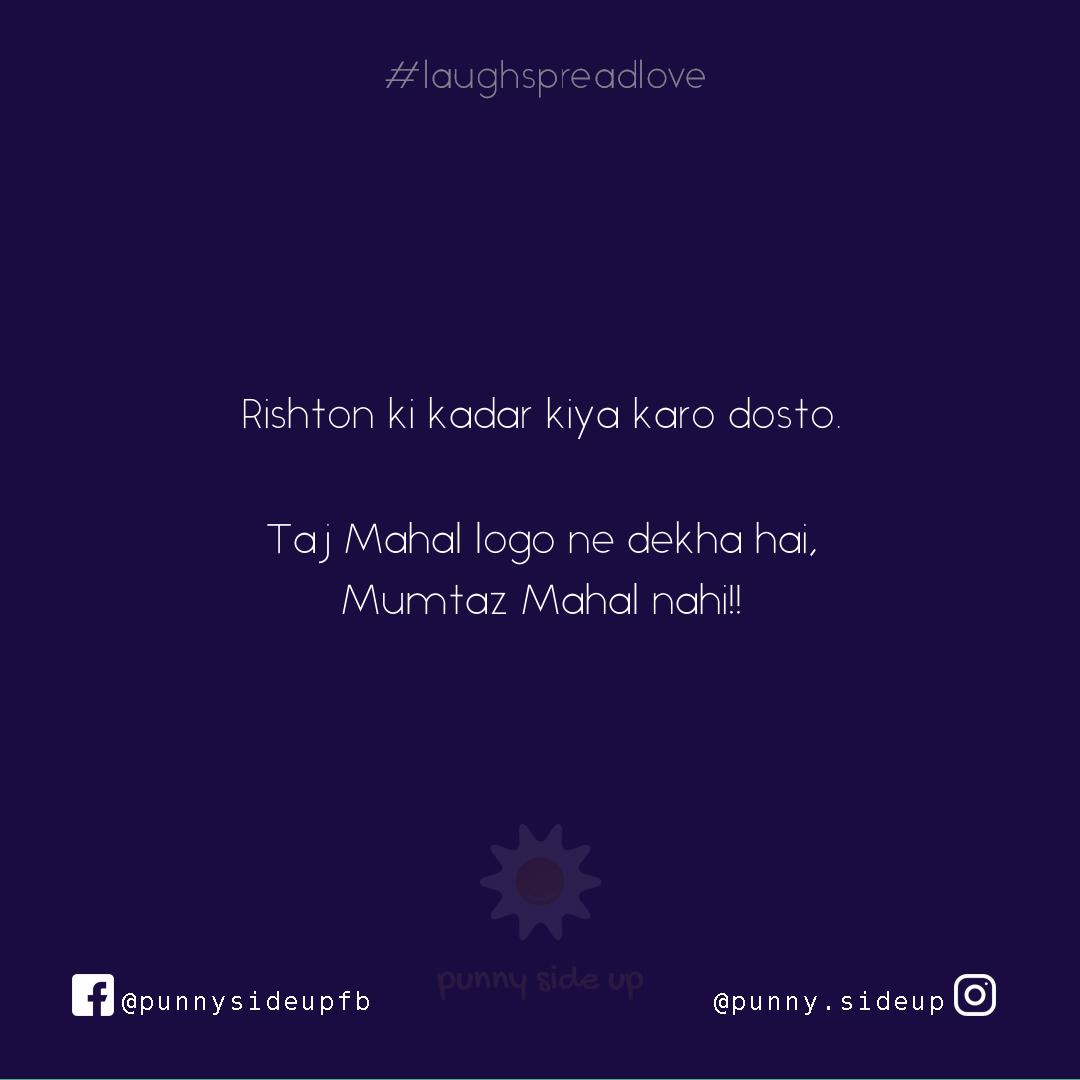 #laughspreadlove
Rishton ki kadar kiya karo dosto.
Taj Mahal logo ne dekha hai,
Mumtaz Mahal nahi!!
punny side up
@punnysideupfb
@punny.sideup